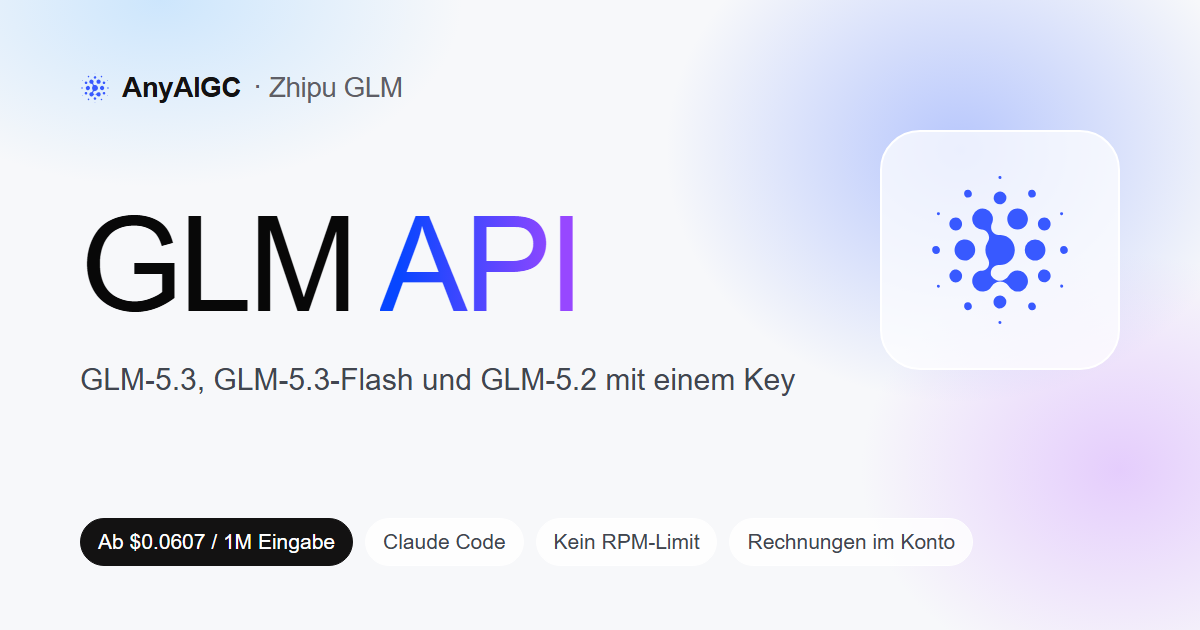 AnyAIGC · Zhipu GLM
GLM API
GLM-5.3, GLM-5.3-Flash und GLM-5.2 mit einem Key
Ab $0.0607 / 1M Eingabe
Claude Code
Kein RPM-Limit
Rechnungen im Konto